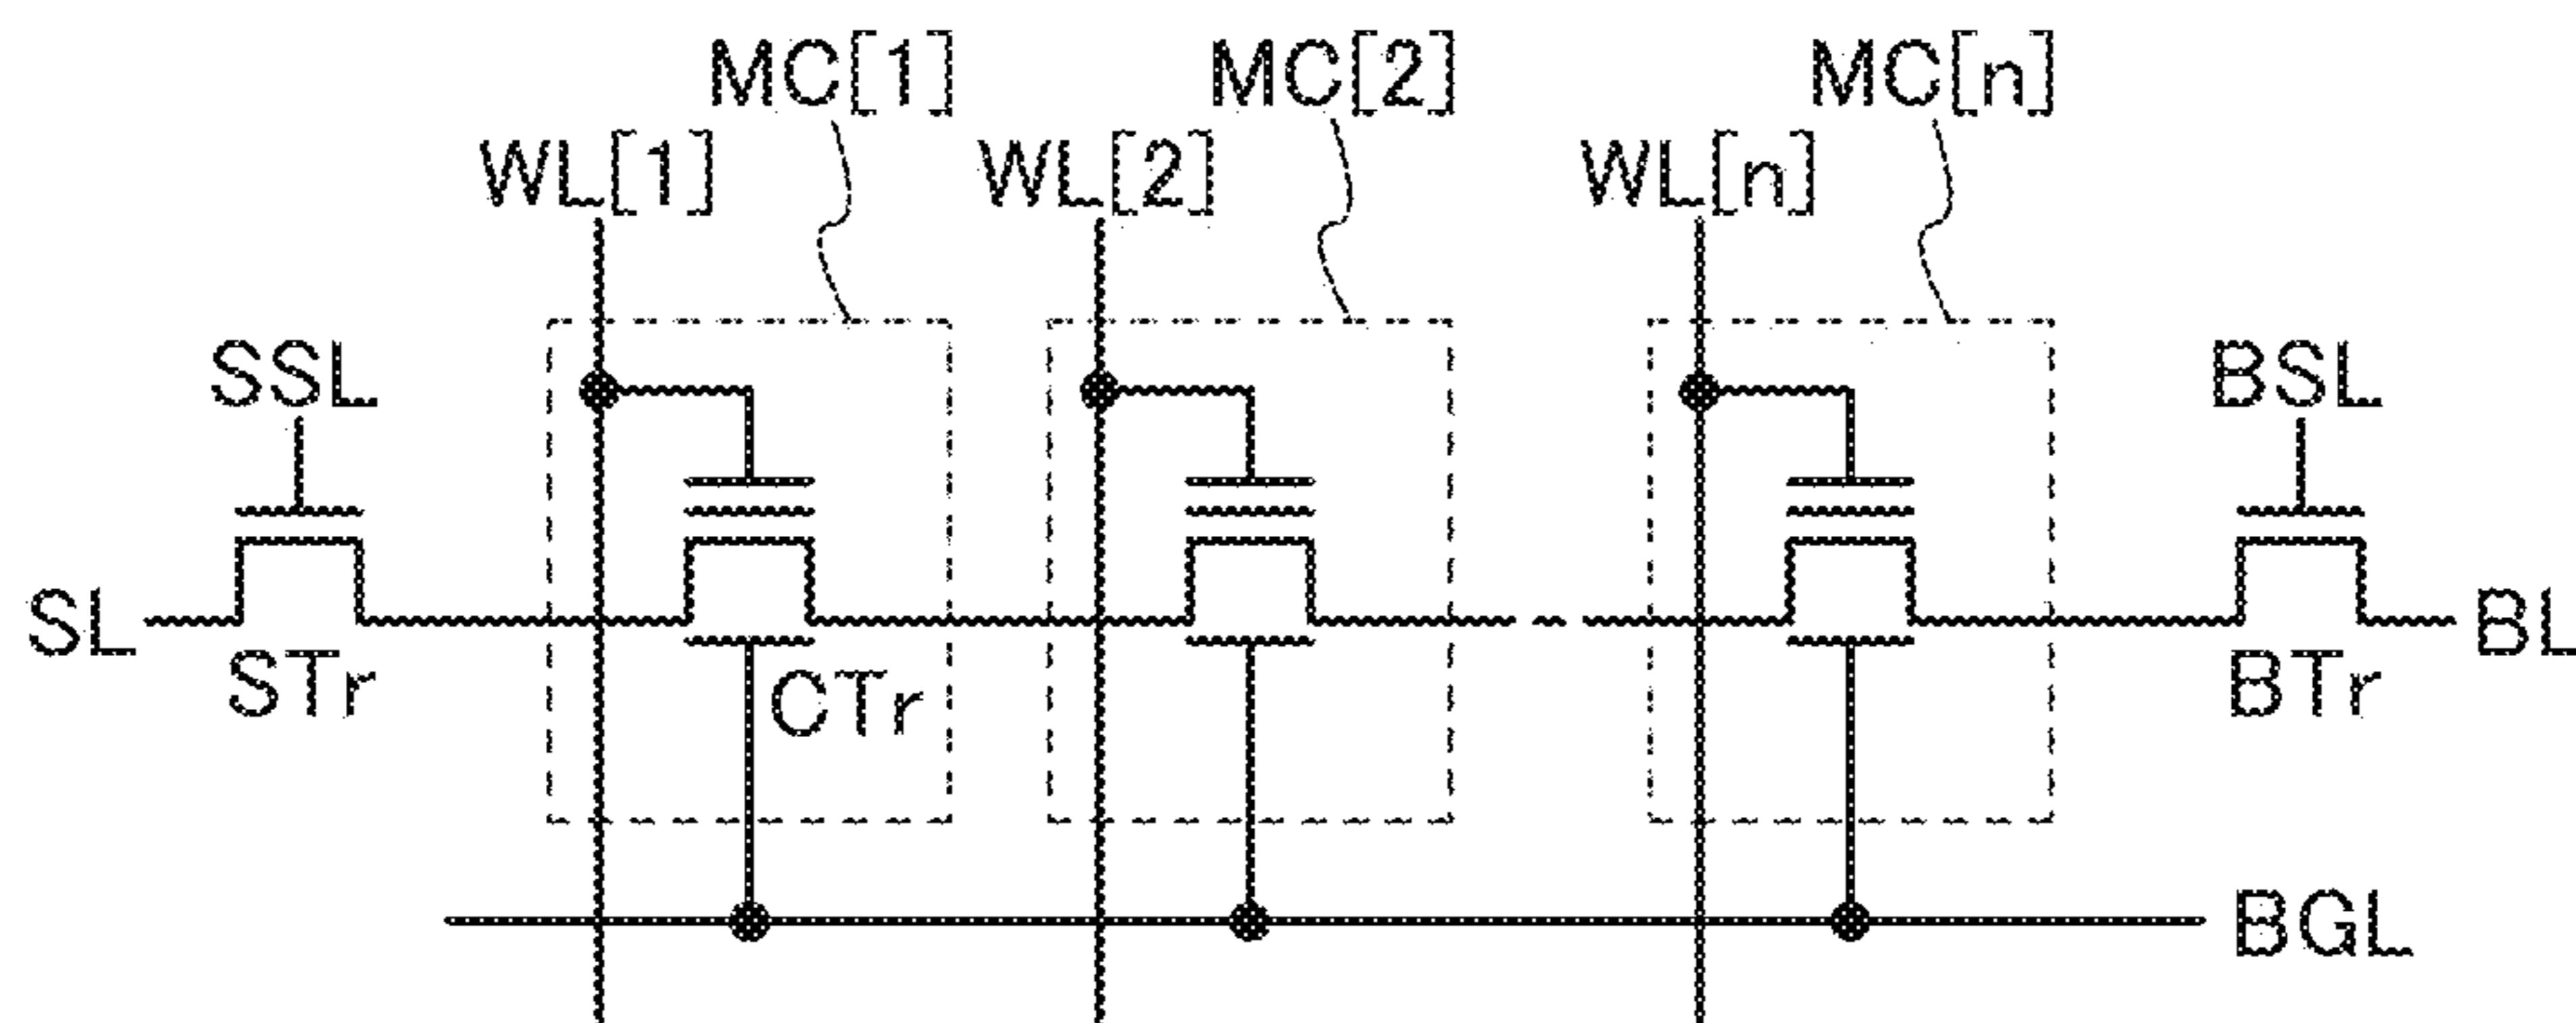 MC[1] MC[2] MC[n]
WL[1] WL[2] WL[n]
SSL BSL
SL BL
STr CTr BTr
BGL